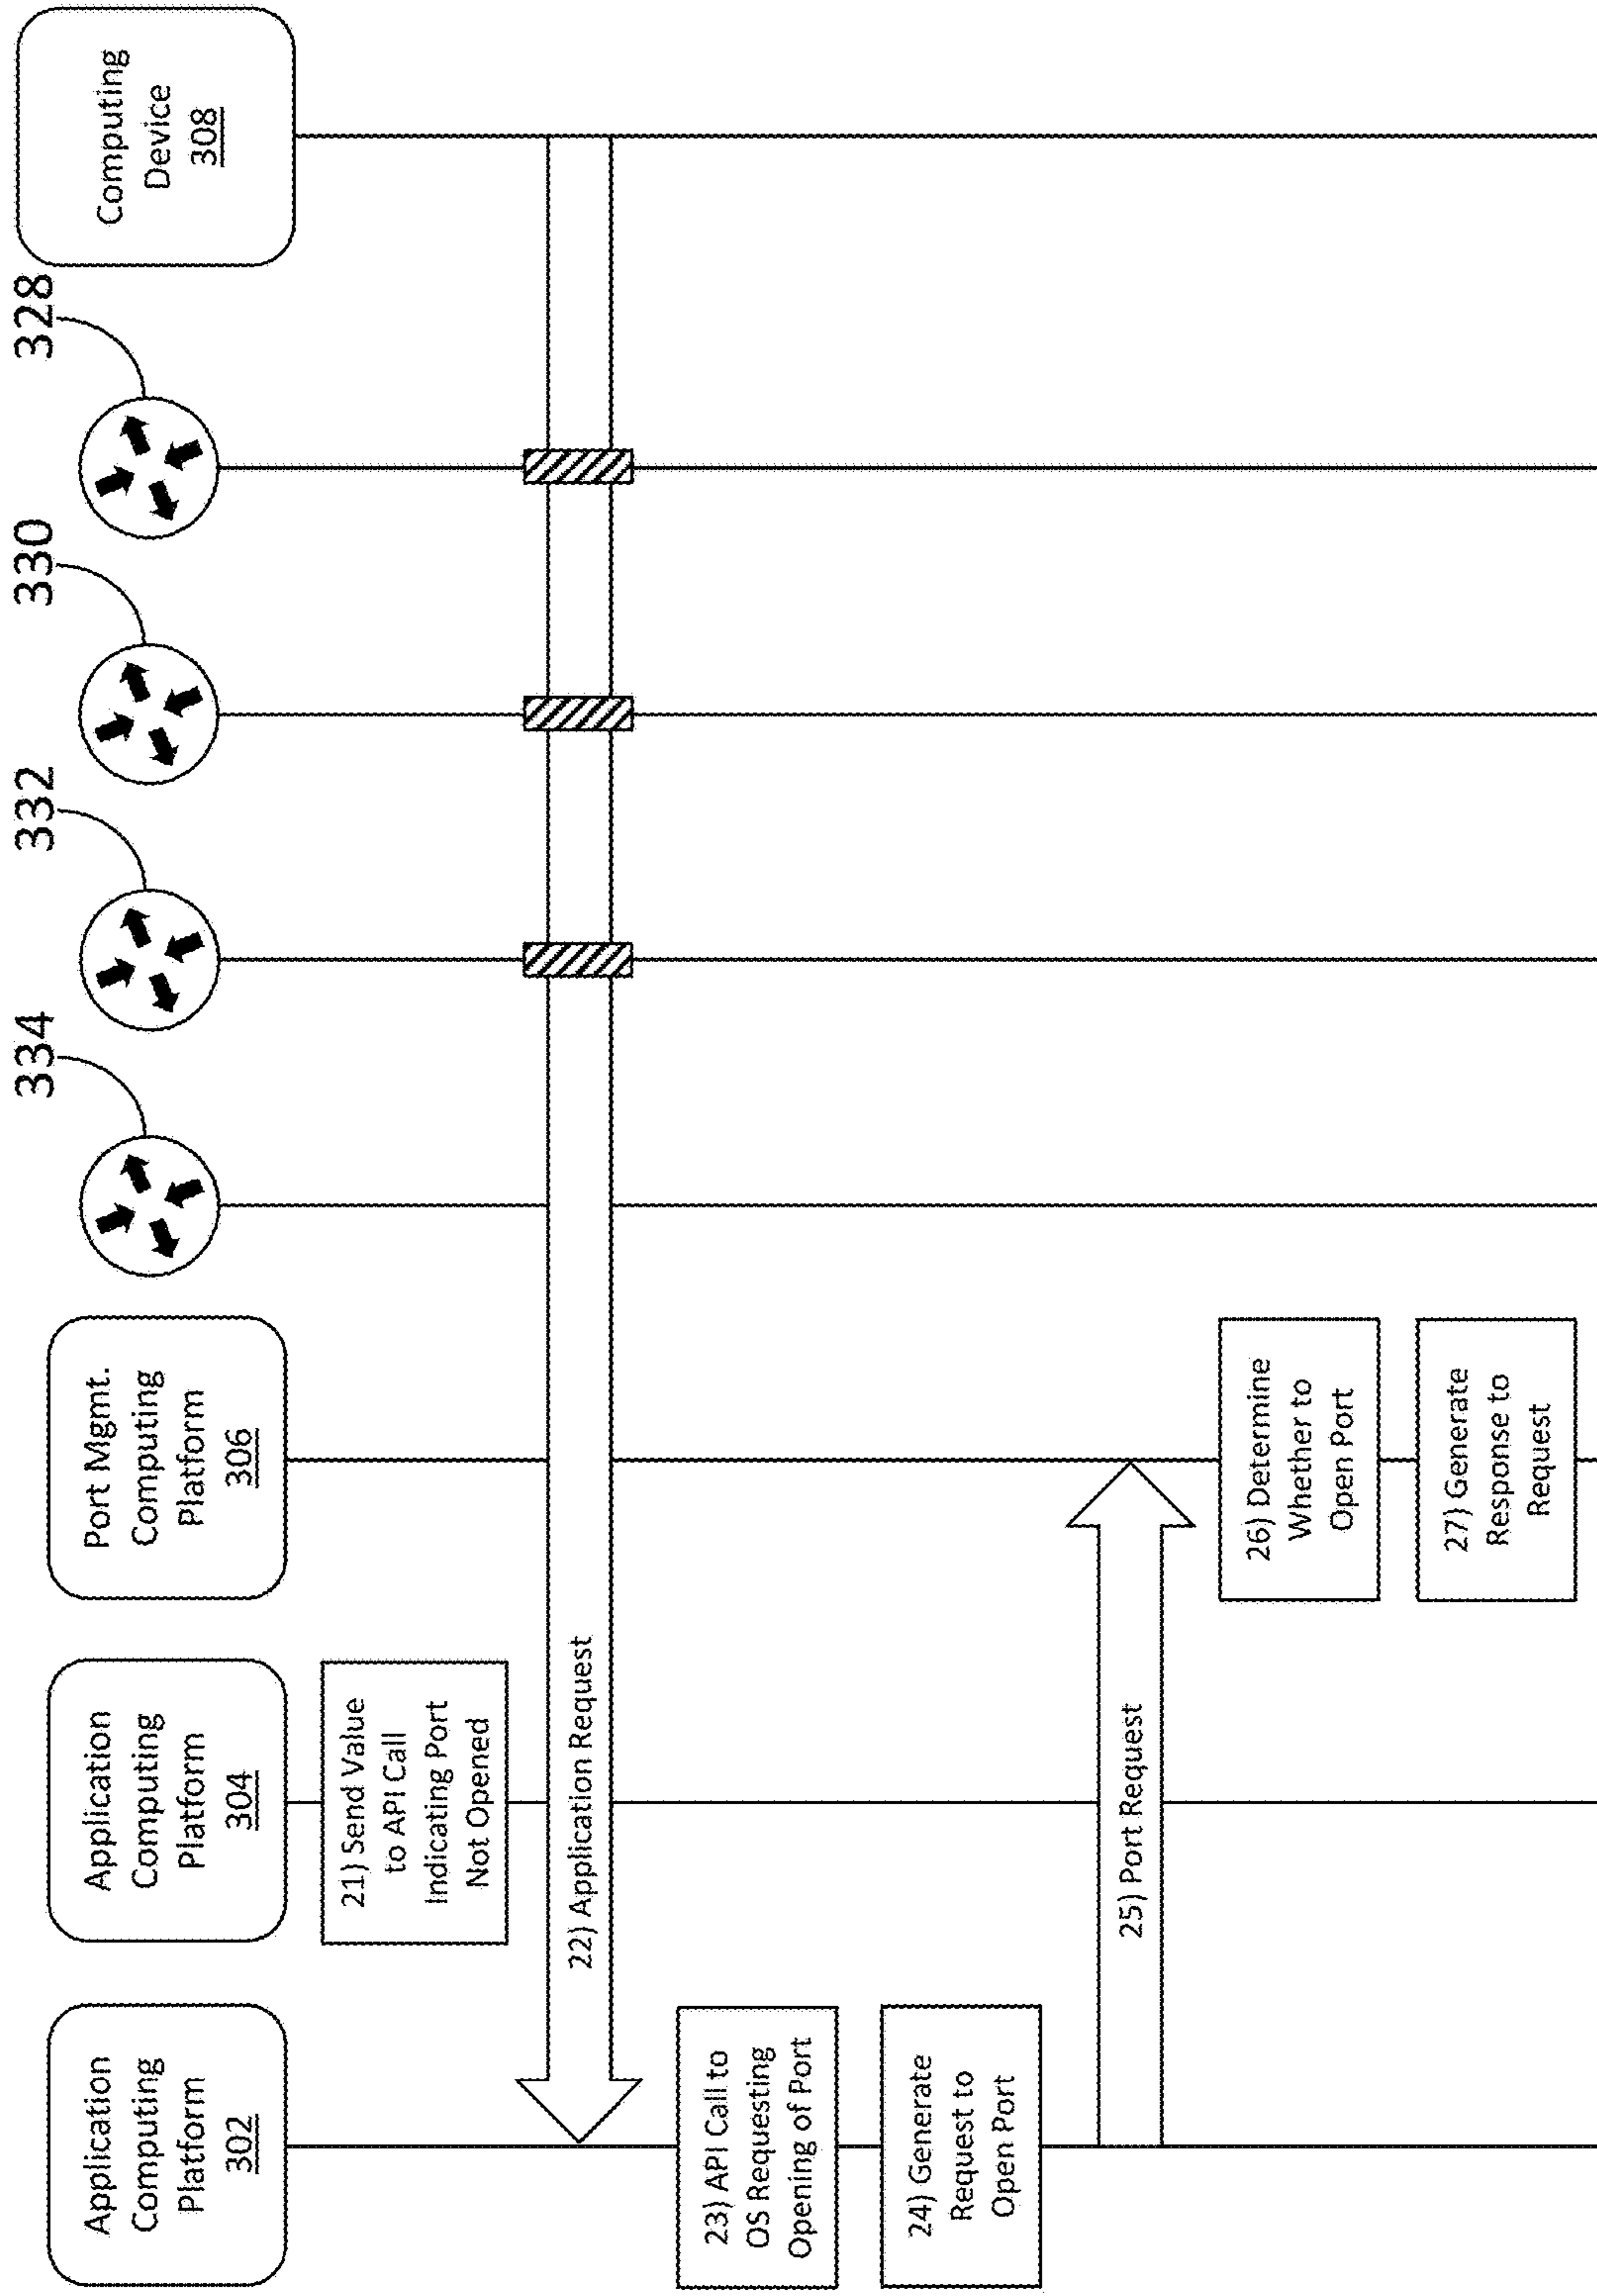 Application
Computing
Platform
302
Application
Computing
Platform
304
Port Mgmt.
Computing
Platform
306
334
332
330
328
Computing
Device
308
21) Send Value
to API Call
Indicating Port
Not Opened
22) Application Request
23) API Call to
OS Requesting
Opening of Port
24) Generate
Request to
Open Port
25) Port Request
26) Determine
Whether to
Open Port
27) Generate
Response to
Request